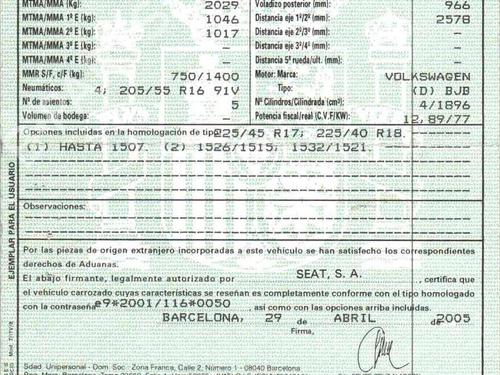 MTMA/MMA (Kg): 2029 Voladizo posterior (mm): 966
MTMA/MMA 1º E (Kg): 1046 Distancia eje 1º/2º (mm): 2578
MTMA/MMA 2º E (Kg): 1017 Distancia eje 2º/3º (mm): —
MTMA/MMA 3º E (Kg): — Distancia eje 3º/4º (mm): —
MTMA/MMA 4º E (Kg): — Distancia 5ª rueda/ult. (mm): —
MMR S/F, c/F (kg): 750/1400 Motor: Marca: VOLKSWAGEN
Neumáticos: 4; 205/55 R16 91V Tipo: (D) BJB
Nº de asientos: 5 Nº Cilindros/Cilindrada (cm³): 4/1896
Volumen de bodega: — Potencia fiscal/real (C.V.F/KW): 12,89/77
Opciones incluidas en la homologación de tipo: 225/45 R17; 225/40 R18.
(1) HASTA 1507. (2) 1526/1515; 1532/1521.
Observaciones:
Por las piezas de origen extranjero incorporadas a este vehículo se han satisfecho los correspondientes
derechos de Aduanas.
El abajo firmante, legalmente autorizado por SEAT, S.A. , certifica que
el vehículo carrozado cuyas características se reseñan es completamente conforme con el tipo homologado
con la contraseña e9*2001/116*0050 , así como con las opciones arriba incluidas.
BARCELONA, 29 de ABRIL de 2005
Firma,
Sdad Unipersonal - Dom. Soc - Zona Franca, Calle 2, Número 1 - 08040 Barcelona
EJEMPLAR PARA EL USUARIO